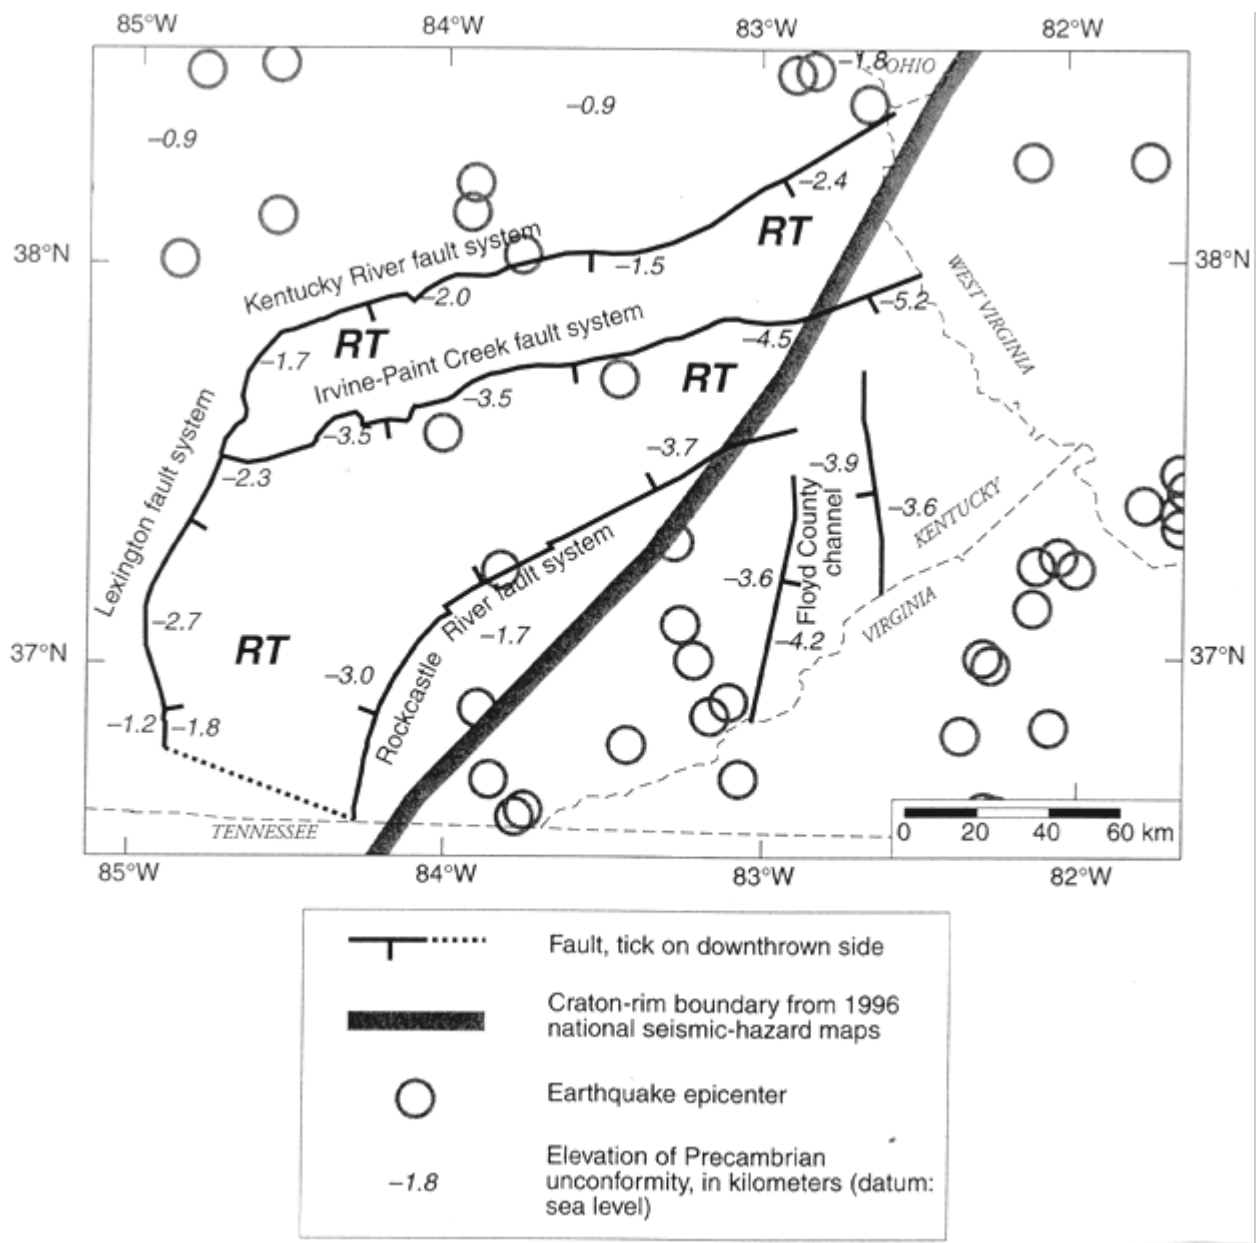 85°W 84°W 83°W 82°W
–1.8 OHIO
–0.9
–0.9
–2.4
RT
38°N 38°N
Kentucky River fault system
–1.5
WEST VIRGINIA
–2.0
–5.2
RT
Irvine-Paint Creek fault system
–4.5
–1.7
RT
–3.5
–3.5
–3.7
–2.3
–3.9
Lexington fault system
–3.6
KENTUCKY
Floyd County
channel
–3.6
Rockcastle River fault system
VIRGINIA
–2.7
–1.7
–4.2
RT
37°N 37°N
–3.0
–1.2 –1.8
TENNESSEE
0 20 40 60 km
85°W 84°W 83°W 82°W
Fault, tick on downthrown side
Craton-rim boundary from 1996
national seismic-hazard maps
Earthquake epicenter
–1.8
Elevation of Precambrian
unconformity, in kilometers (datum:
sea level)